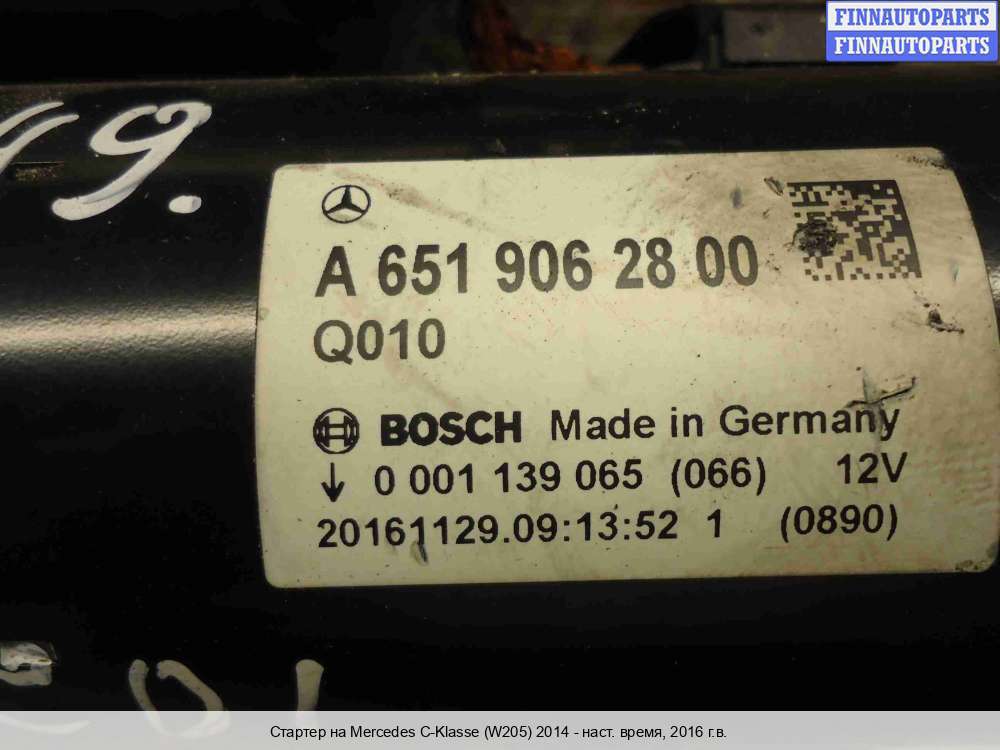 FINNAUTOPARTS
FINNAUTOPARTS
49.
A 651 906 28 00
Q010
BOSCH Made in Germany
0 001 139 065 (066) 12V
20161129.09:13:52 1 (0890)
Стартер на Mercedes C-Klasse (W205) 2014 - наст. время, 2016 г.в.